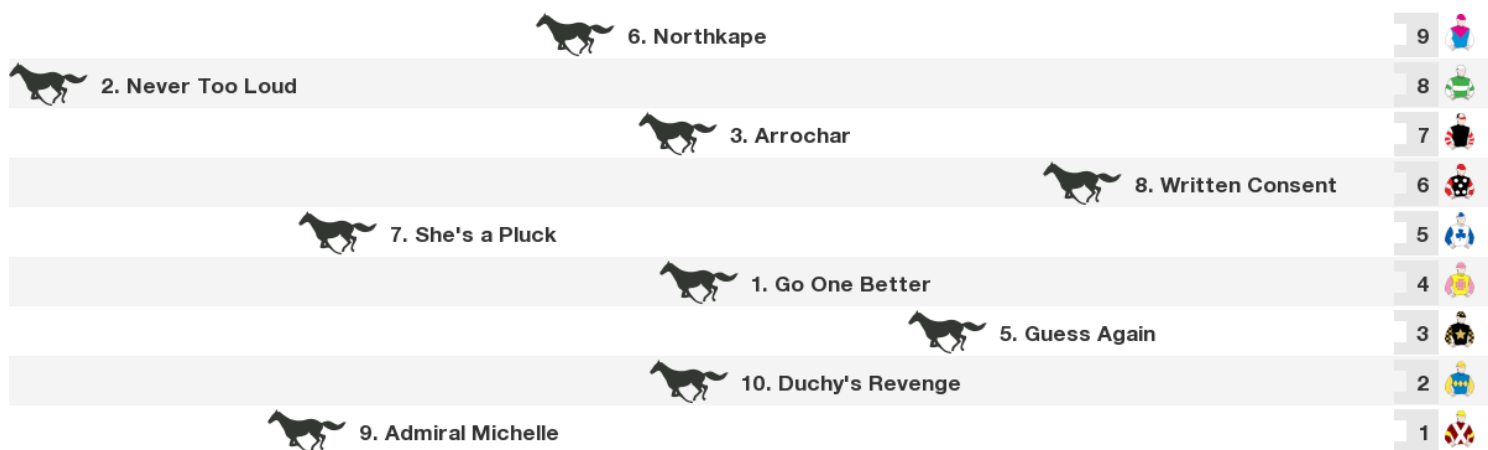 6. Northkape 9
2. Never Too Loud 8
3. Arrochar 7
8. Written Consent 6
7. She's a Pluck 5
1. Go One Better 4
5. Guess Again 3
10. Duchy's Revenge 2
9. Admiral Michelle 1